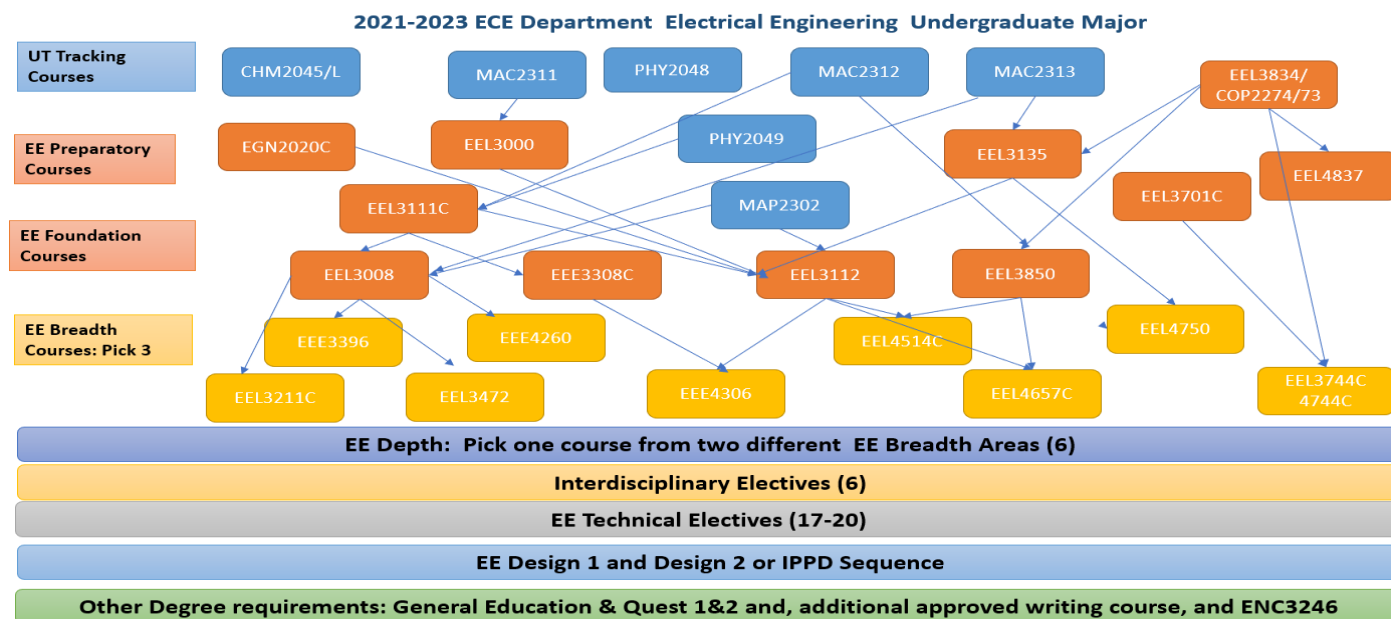 2021-2023 ECE Department  Electrical Engineering  Undergraduate Major
UT Tracking
Courses
CHM2045/L
MAC2311
PHY2048
MAC2312
MAC2313
EEL3834/
COP2274/73
EE Preparatory
Courses
EGN2020C
EEL3000
PHY2049
EEL3135
EEL4837
EEL3111C
MAP2302
EEL3701C
EE Foundation
Courses
EEL3008
EEE3308C
EEL3112
EEL3850
EE Breadth
Courses: Pick 3
EEE3396
EEE4260
EEL4514C
EEL4750
EEL3211C
EEL3472
EEE4306
EEL4657C
EEL3744C
4744C
EE Depth:  Pick one course from two different  EE Breadth Areas (6)
Interdisciplinary Electives (6)
EE Technical Electives (17-20)
EE Design 1 and Design 2 or IPPD Sequence
Other Degree requirements: General Education & Quest 1&2 and, additional approved writing course, and ENC3246